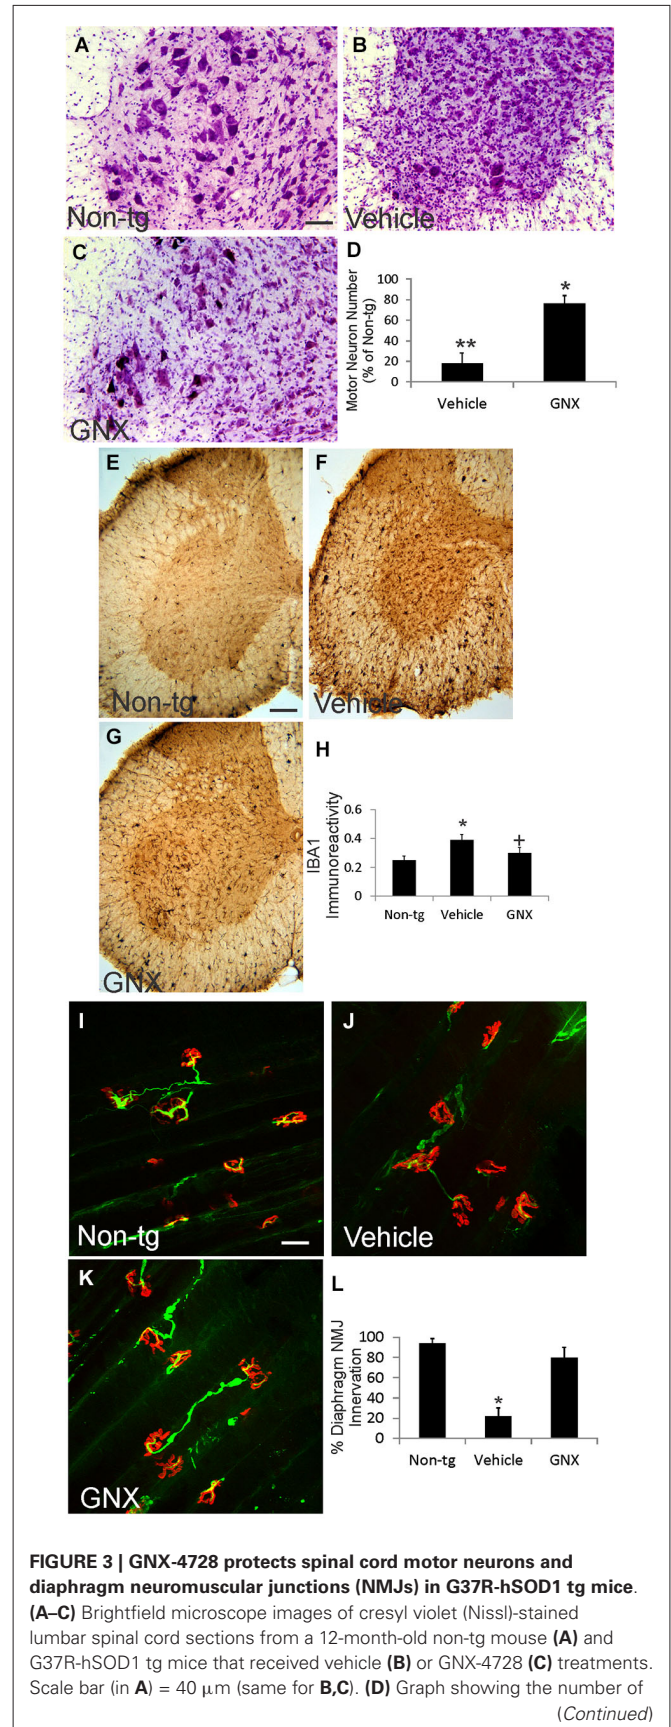 A
B
Non-tg
Vehicle
C
GNX
D
Motor Neuron Number
(% of Non-tg)
100
80
60
40
20
0
**
*
Vehicle
GNX
E
F
Non-tg
Vehicle
G
GNX
H
IBA1
Immunoreactivity
0.6
0.4
0.2
0
*
+
Non-tg
Vehicle
GNX
I
J
Non-tg
Vehicle
K
GNX
L
% Diaphragm NMJ
Innervation
100
80
60
40
20
0
*
Non-tg
Vehicle
GNX
FIGURE 3 | GNX-4728 protects spinal cord motor neurons and
diaphragm neuromuscular junctions (NMJs) in G37R-hSOD1 tg mice.
(A–C) Brightfield microscope images of cresyl violet (Nissl)-stained
lumbar spinal cord sections from a 12-month-old non-tg mouse (A) and
G37R-hSOD1 tg mice that received vehicle (B) or GNX-4728 (C) treatments.
Scale bar (in A) = 40 μm (same for B,C). (D) Graph showing the number of
(Continued)